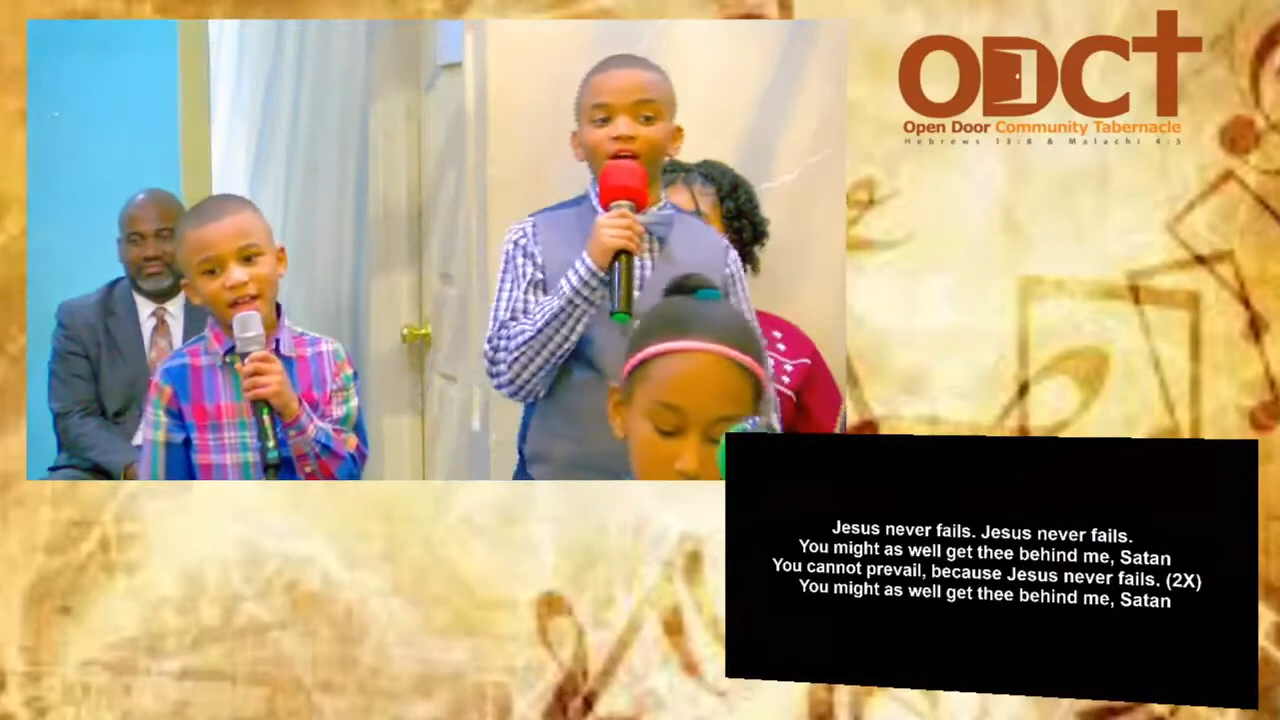 ODCT
Open Door Community Tabernacle
Hebrews 13:8 & Malachi 4:5
Jesus never fails. Jesus never fails.
You might as well get thee behind me, Satan
You cannot prevail, because Jesus never fails. (2X)
You might as well get thee behind me, Satan